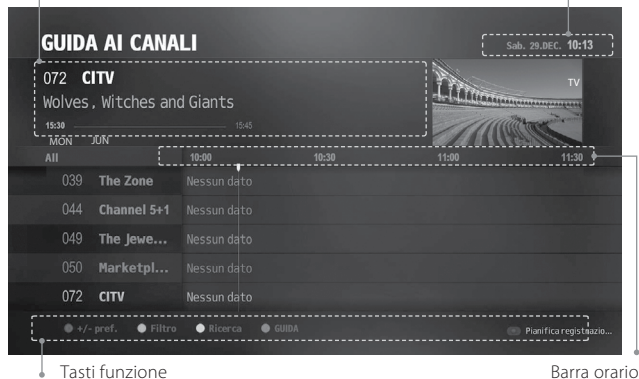 GUIDA AI CANALI
Sab. 29.DEC. 10:13
072 CITV
Wolves, Witches and Giants
15:30 15:45
TV
MON JUN
All 10:00 10:30 11:00 11:30
039 The Zone Nessun dato
044 Channel 5+1 Nessun dato
049 The Jewe... Nessun dato
050 Marketpl... Nessun dato
072 CITV Nessun dato
+/- pref. Filtro Ricerca GUIDA Pianifica registrazio...
Tasti funzione Barra orario